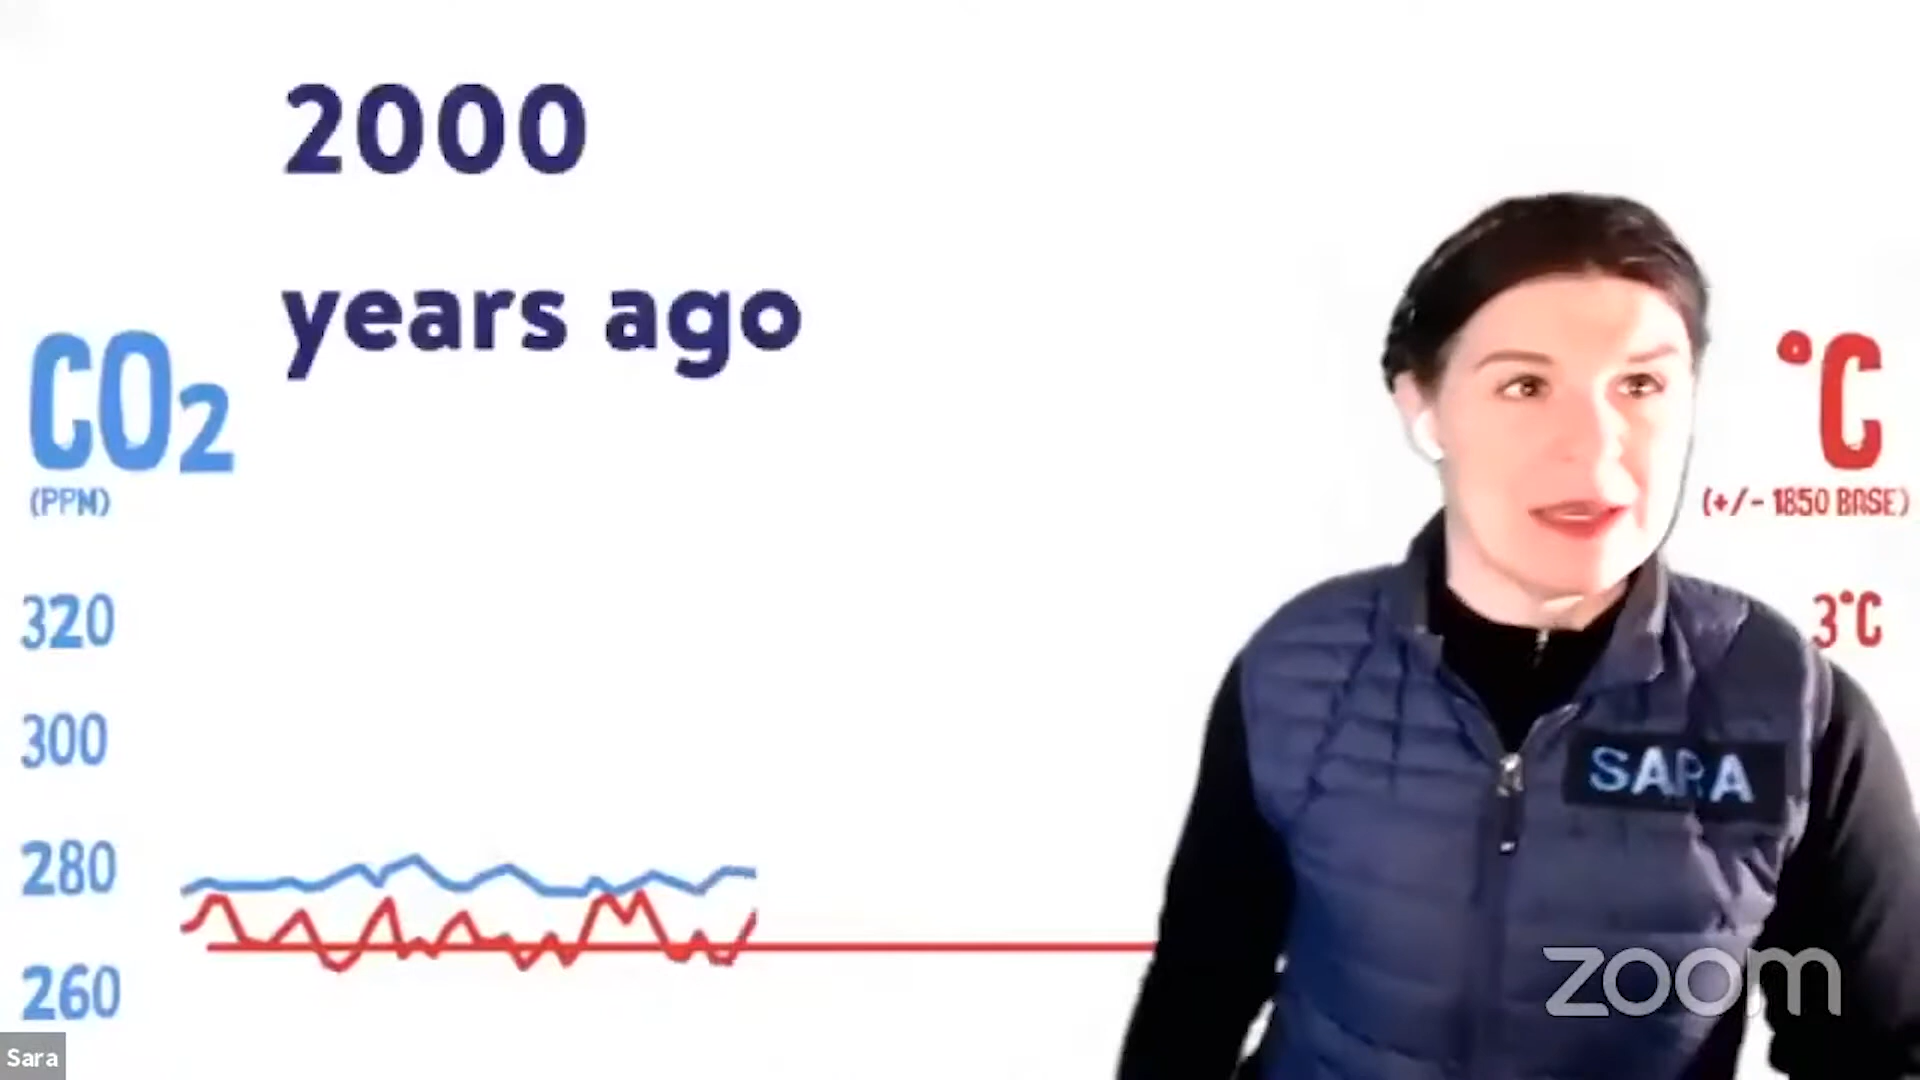 2000
years ago
CO₂
(PPM)
°C
(+/- 1850 BASE)
320
3°C
300
SARA
280
260
zoom
Sara